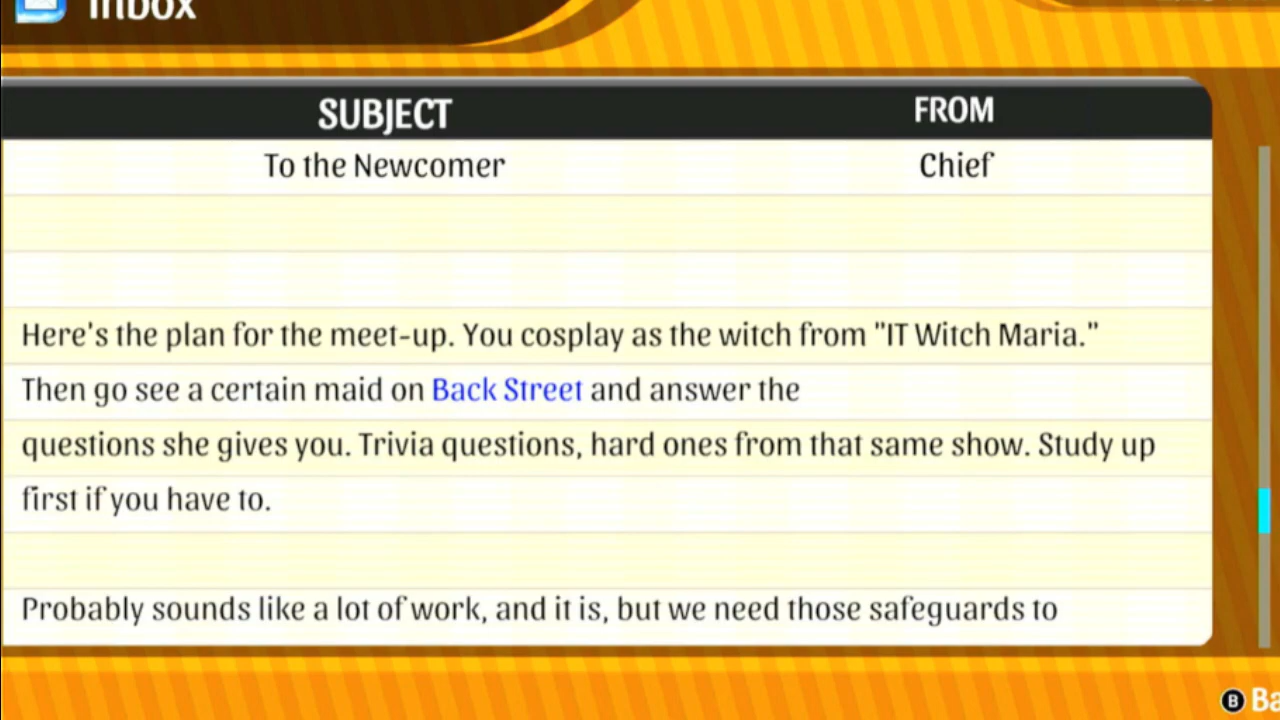 Inbox
SUBJECT FROM
To the Newcomer Chief
Here's the plan for the meet-up. You cosplay as the witch from "IT Witch Maria."
Then go see a certain maid on Back Street and answer the
questions she gives you. Trivia questions, hard ones from that same show. Study up
first if you have to.
Probably sounds like a lot of work, and it is, but we need those safeguards to
B Ba